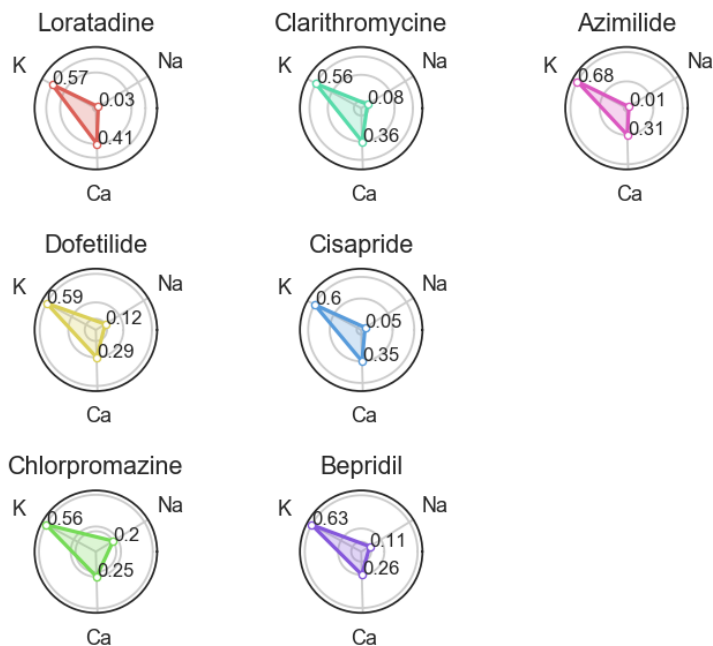 Loratadine
K
Na
0.57
0.03
0.41
Ca
Clarithromycine
K
Na
0.56
0.08
0.36
Ca
Azimilide
K
Na
0.68
0.01
0.31
Ca
Dofetilide
K
Na
0.59
0.12
0.29
Ca
Cisapride
K
Na
0.6
0.05
0.35
Ca
Chlorpromazine
K
Na
0.56
0.2
0.25
Ca
Bepridil
K
Na
0.63
0.11
0.26
Ca